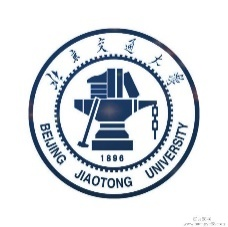 北京交通大学
1896
BEIJING JIAOTONG UNIVERSITY